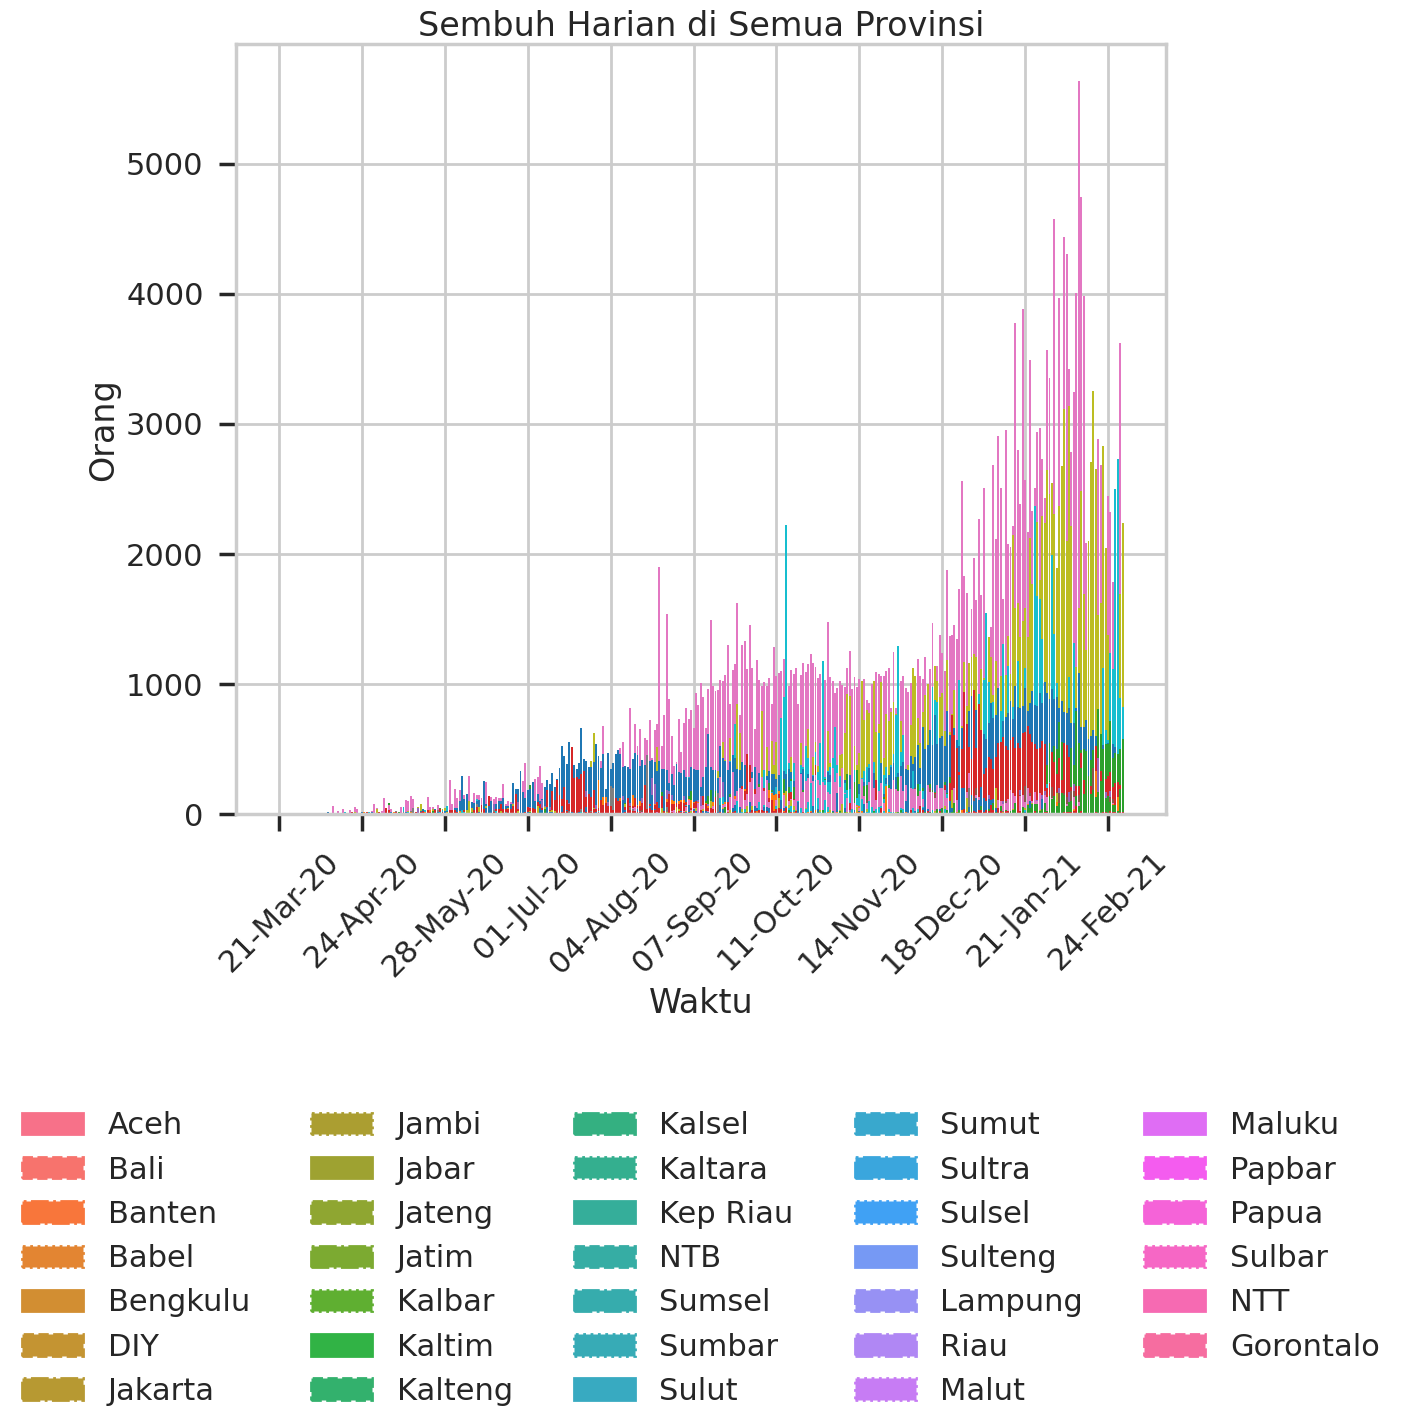 Sembuh Harian di Semua Provinsi
Orang
5000
4000
3000
2000
1000
0
21-Mar-20
24-Apr-20
28-May-20
01-Jul-20
04-Aug-20
07-Sep-20
11-Oct-20
14-Nov-20
18-Dec-20
21-Jan-21
24-Feb-21
Waktu
Aceh
Bali
Banten
Babel
Bengkulu
DIY
Jakarta
Jambi
Jabar
Jateng
Jatim
Kalbar
Kaltim
Kalteng
Kalsel
Kaltara
Kep Riau
NTB
Sumsel
Sumbar
Sulut
Sumut
Sultra
Sulsel
Sulteng
Lampung
Riau
Malut
Maluku
Papbar
Papua
Sulbar
NTT
Gorontalo